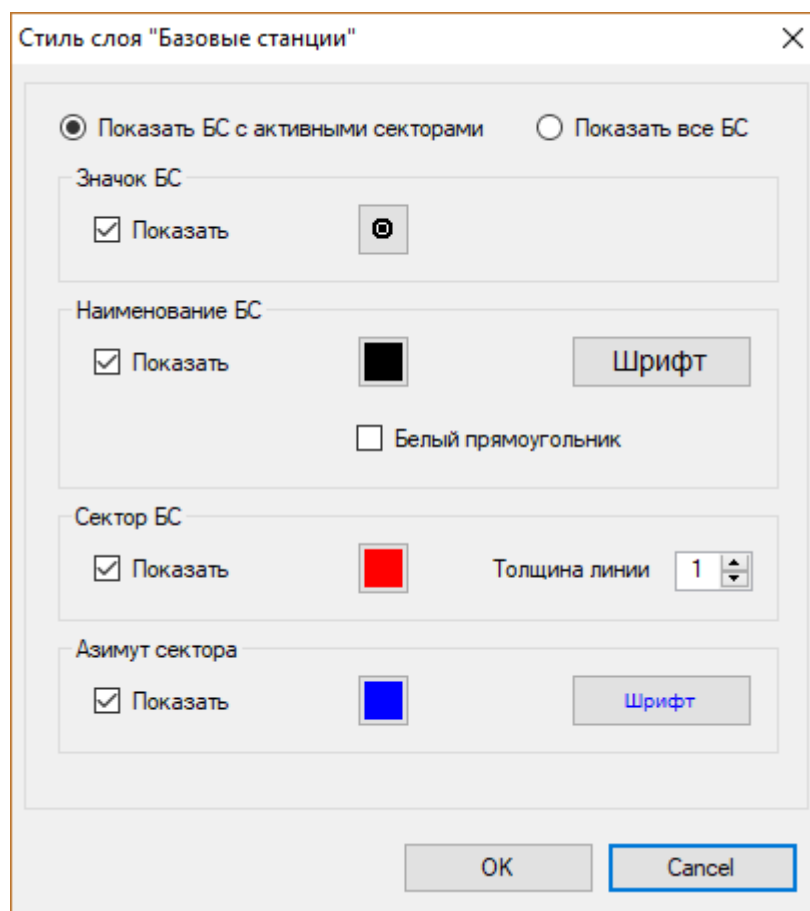 Стиль слоя "Базовые станции"
Показать БС с активными секторами Показать все БС
Значок БС
Показать
Наименование БС
Показать Шрифт
Белый прямоугольник
Сектор БС
Показать Толщина линии 1
Азимут сектора
Показать Шрифт
OK Cancel